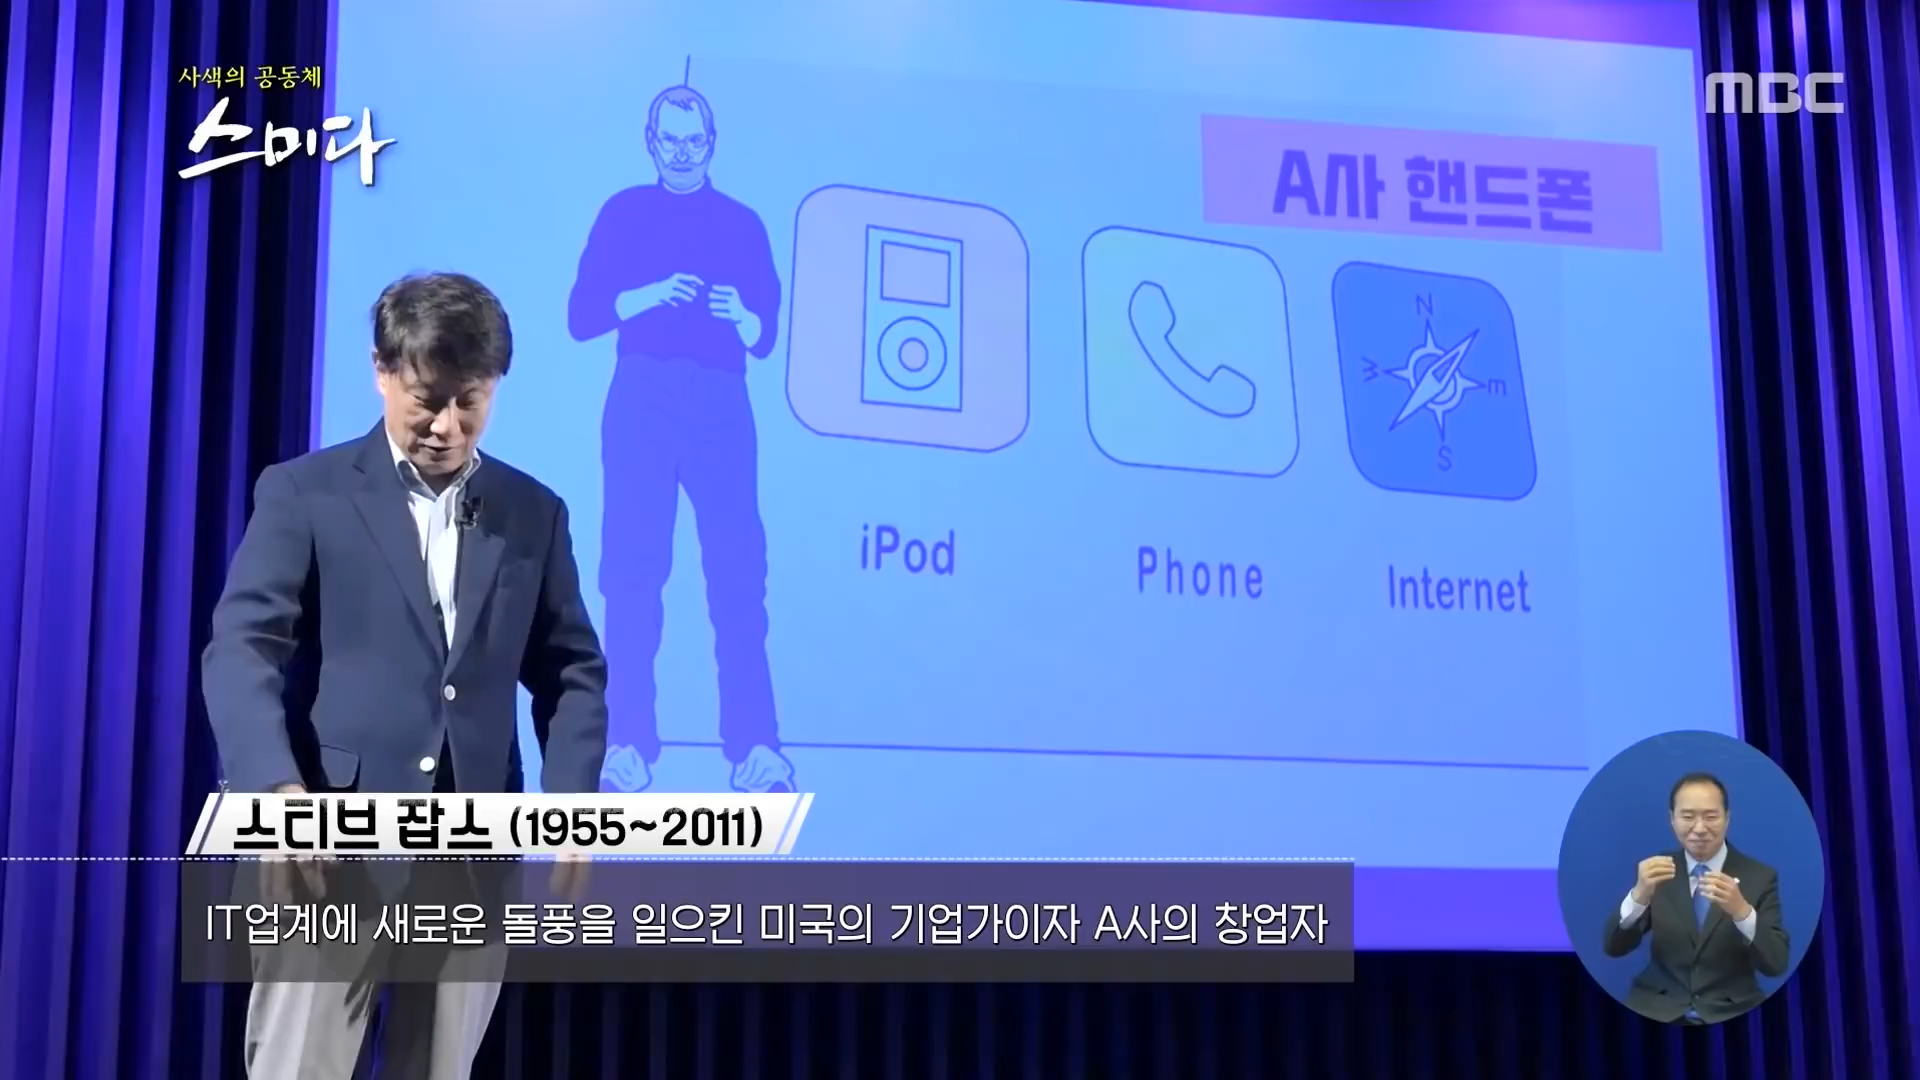 사색의 공동체
스미다
MBC
A사 핸드폰
N
W
E
S
iPod
Phone
Internet
스티브 잡스 (1955~2011)
IT업계에 새로운 돌풍을 일으킨 미국의 기업가이자 A사의 창업자